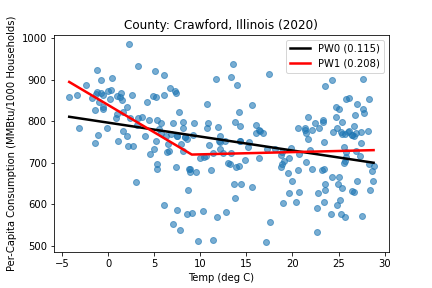 County: Crawford, Illinois (2020)
Per-Capita Consumption (MMBtu/1000 Households)
1000
900
800
700
600
500
PW0 (0.115)
PW1 (0.208)
-5 0 5 10 15 20 25 30
Temp (deg C)